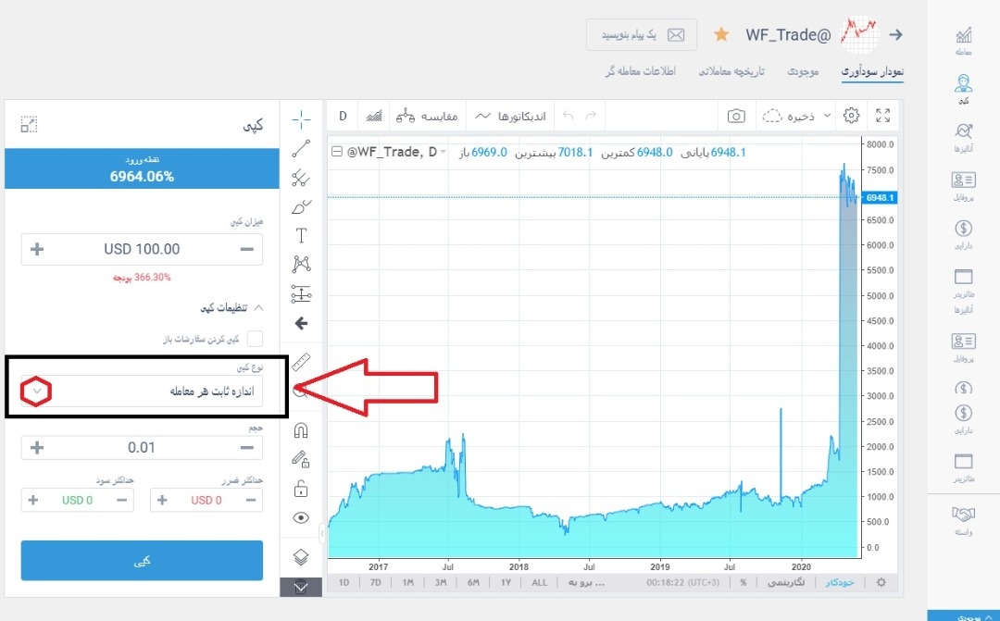 @WF_Trade
یک پیام بنویسید
نمودار سودآوری
موجودی
تاریخچه معاملاتی
اطلاعات معامله گر
معامله
کپی
آنالیزها
پروفایل
دارایی
متاتریدر
آنالیزها
پروفایل
دارایی
متاتریدر
وابسته
موجودی
کپی
نقطه ورود
6964.06%
میزان کپی
USD 100.00
366.30% بودجه
تنظیمات کپی
کپی کردن سفارشات باز
نوع کپی
اندازه ثابت هر معامله
حجم
0.01
حداکثر ضرر
حداکثر سود
USD 0
USD 0
کپی
D
مقایسه
اندیکاتورها
ذخیره
@WF_Trade, D
باز 6969.0 بیشترین 7018.1 کمترین 6948.0 پایانی 6948.1
8000.0
7500.0
6948.1
6500.0
6000.0
5500.0
5000.0
4500.0
4000.0
3500.0
3000.0
2500.0
2000.0
1500.0
1000.0
500.0
0.0
2017 Jul 2018 Jul 2019 Jul 2020
1D 7D 1M 3M 6M 1Y ALL برو به ... 00:18:22 (UTC+3) % لگاریتمی خودکار